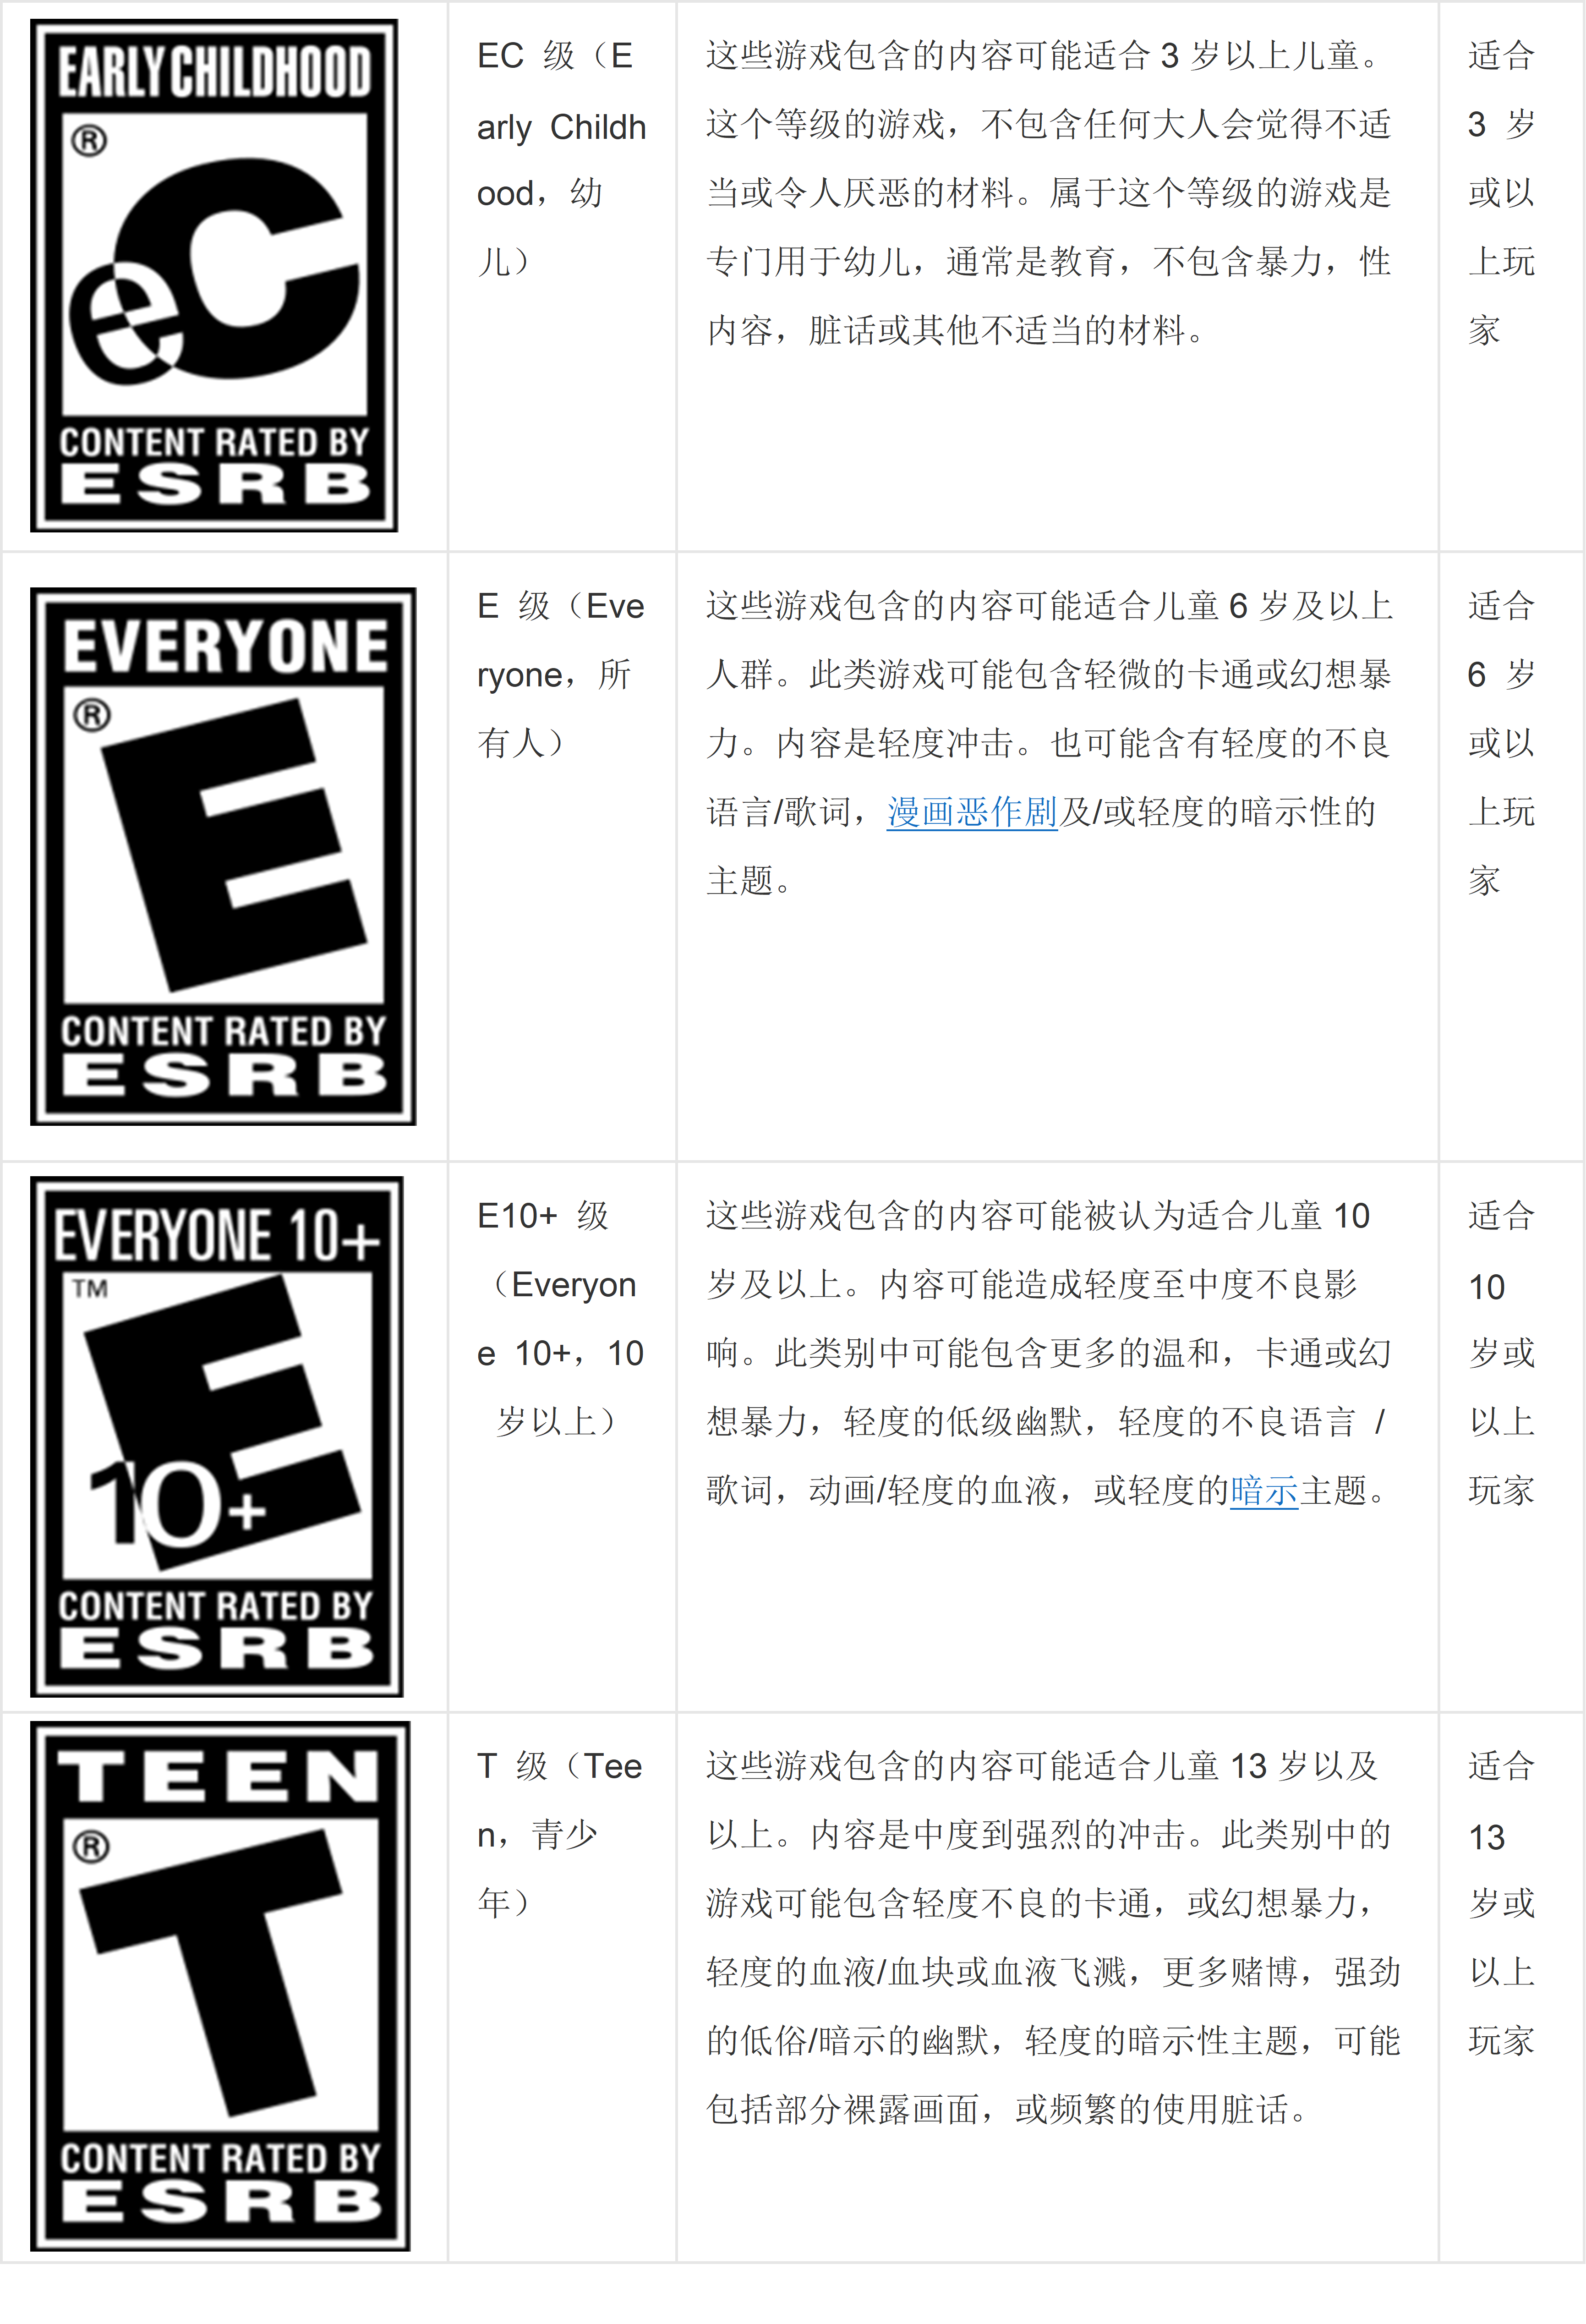 EARLY CHILDHOOD
®
eC
CONTENT RATED BY
ESRB
EC 级（E
arly Childh
ood，幼
儿）
这些游戏包含的内容可能适合 3 岁以上儿童。
这个等级的游戏，不包含任何大人会觉得不适
当或令人厌恶的材料。属于这个等级的游戏是
专门用于幼儿，通常是教育，不包含暴力，性
内容，脏话或其他不适当的材料。
适合
3 岁
或以
上玩
家
EVERYONE
®
E
CONTENT RATED BY
ESRB
E 级（Eve
ryone，所
有人）
这些游戏包含的内容可能适合儿童 6 岁及以上
人群。此类游戏可能包含轻微的卡通或幻想暴
力。内容是轻度冲击。也可能含有轻度的不良
语言/歌词，漫画恶作剧及/或轻度的暗示性的
主题。
适合
6 岁
或以
上玩
家
EVERYONE 10+
TM
E
10+
CONTENT RATED BY
ESRB
E10+ 级
（Everyon
e 10+，10
岁以上）
这些游戏包含的内容可能被认为适合儿童 10
岁及以上。内容可能造成轻度至中度不良影
响。此类别中可能包含更多的温和，卡通或幻
想暴力，轻度的低级幽默，轻度的不良语言 /
歌词，动画/轻度的血液，或轻度的暗示主题。
适合
10
岁或
以上
玩家
TEEN
®
T
CONTENT RATED BY
ESRB
T 级（Tee
n，青少
年）
这些游戏包含的内容可能适合儿童 13 岁以及
以上。内容是中度到强烈的冲击。此类别中的
游戏可能包含轻度不良的卡通，或幻想暴力，
轻度的血液/血块或血液飞溅，更多赌博，强劲
的低俗/暗示的幽默，轻度的暗示性主题，可能
包括部分裸露画面，或频繁的使用脏话。
适合
13
岁或
以上
玩家